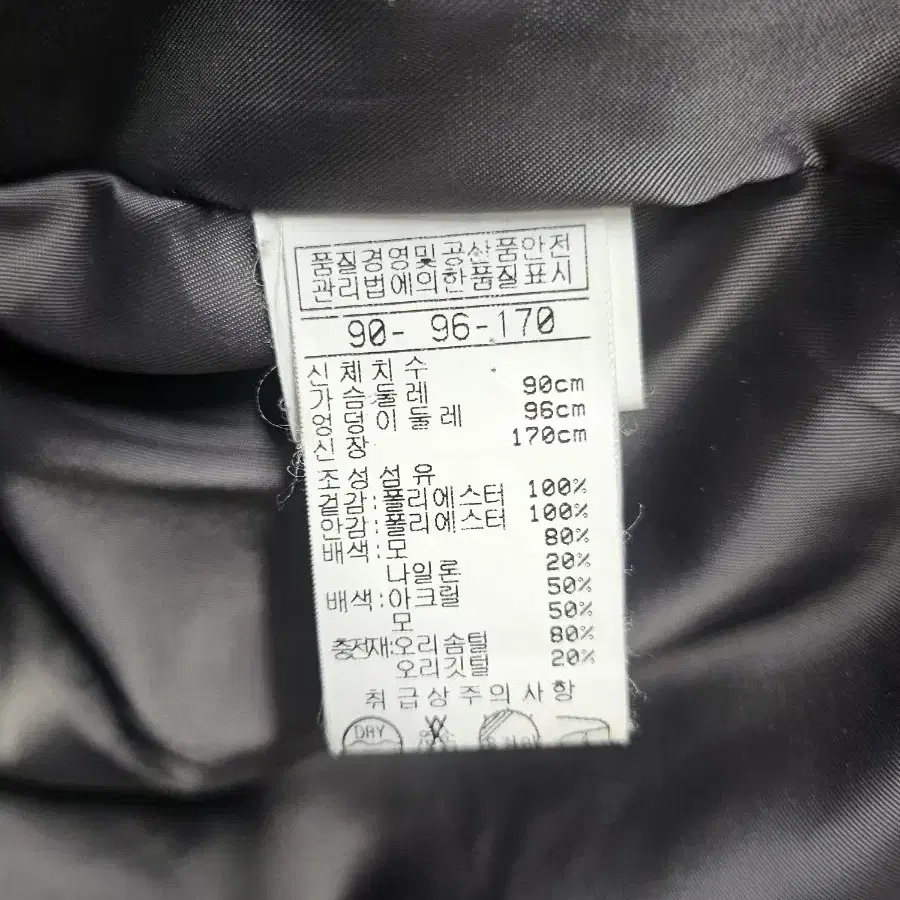 품질경영및공산품안전
관리법에의한품질표시
90- 96-170
신체치수
가슴둘레 90cm
엉덩이둘레 96cm
신장 170cm
조성섬유
겉감:폴리에스터 100%
안감:폴리에스터 100%
배색:모 80%
나일론 20%
배색:아크릴 50%
모 50%
충전재:오리솜털 80%
오리깃털 20%
취급상주의사항
DRY